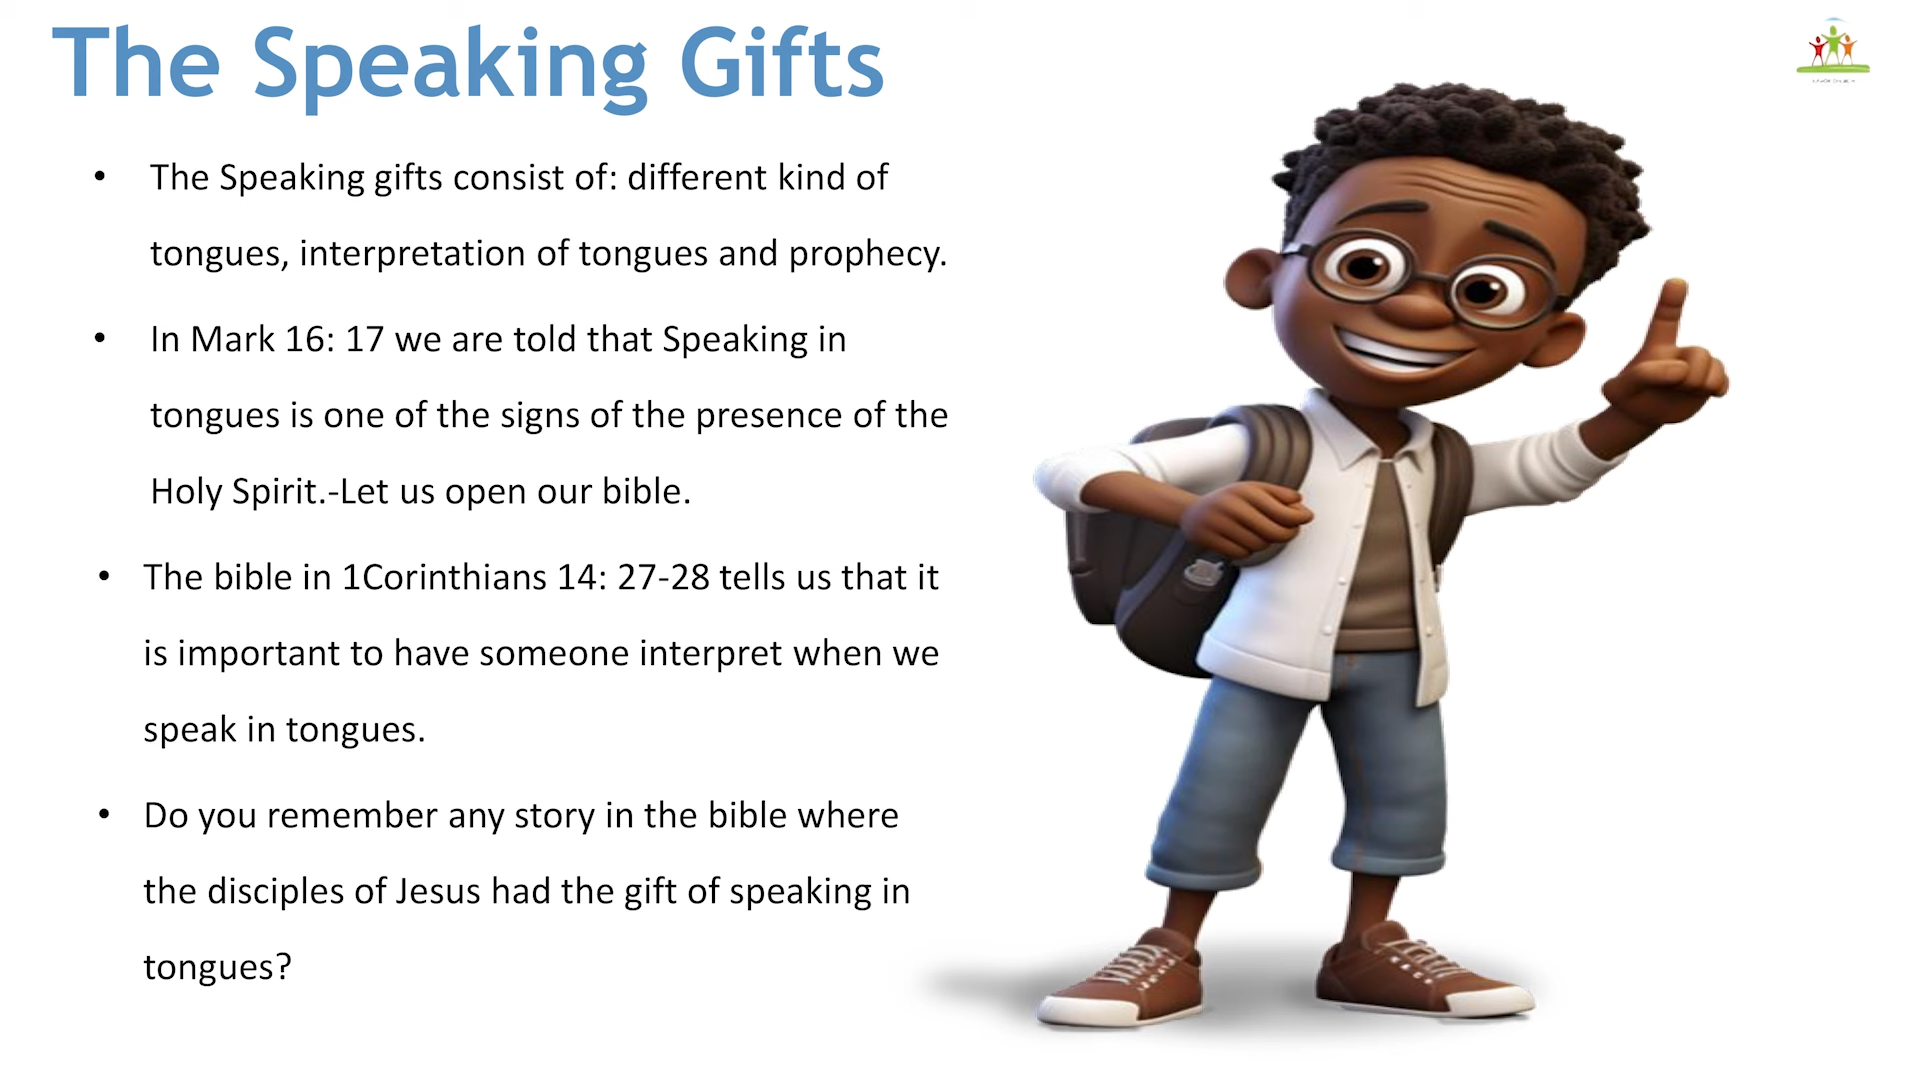 The Speaking Gifts
• The Speaking gifts consist of: different kind of
tongues, interpretation of tongues and prophecy.
• In Mark 16: 17 we are told that Speaking in
tongues is one of the signs of the presence of the
Holy Spirit.-Let us open our bible.
• The bible in 1Corinthians 14: 27-28 tells us that it
is important to have someone interpret when we
speak in tongues.
• Do you remember any story in the bible where
the disciples of Jesus had the gift of speaking in
tongues?